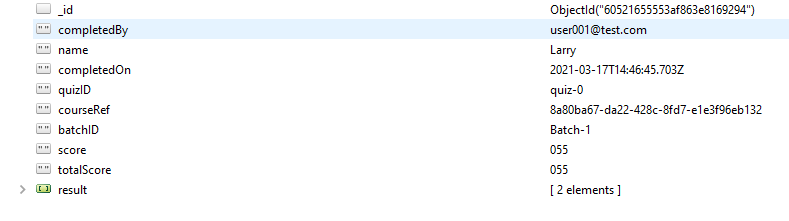 _id ObjectId("60521655553af863e8169294")
"" completedBy user001@test.com
"" name Larry
"" completedOn 2021-03-17T14:46:45.703Z
"" quizID quiz-0
"" courseRef 8a80ba67-da22-428c-8fd7-e1e3f96eb132
"" batchID Batch-1
"" score 055
"" totalScore 055
result [ 2 elements ]